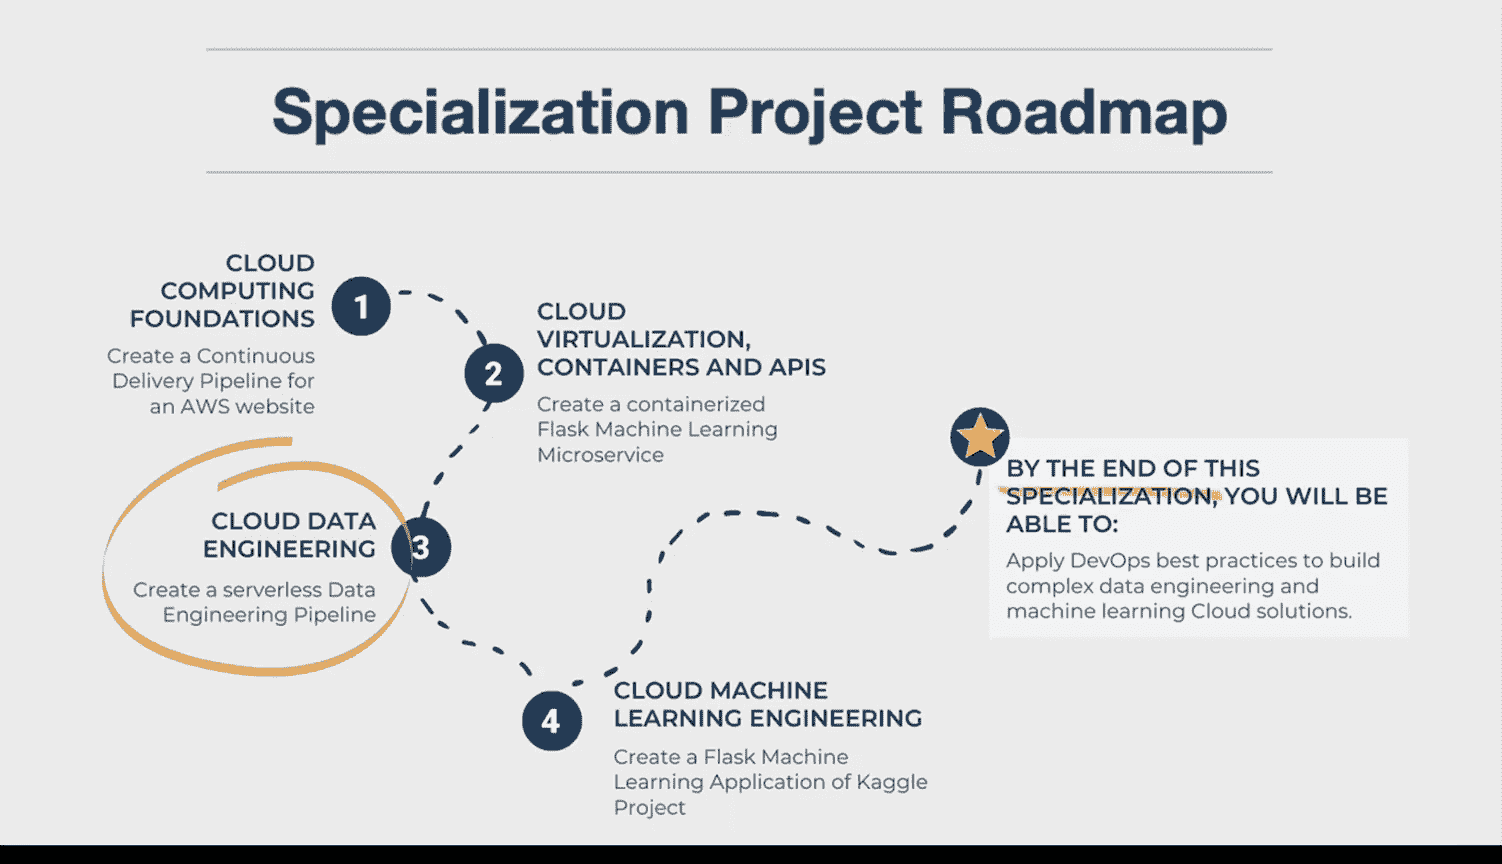 Specialization Project Roadmap
CLOUD
COMPUTING
FOUNDATIONS
1
Create a Continuous
Delivery Pipeline for
an AWS website
CLOUD
VIRTUALIZATION,
CONTAINERS AND APIS
2
Create a containerized
Flask Machine Learning
Microservice
CLOUD DATA
ENGINEERING
3
Create a serverless Data
Engineering Pipeline
4
CLOUD MACHINE
LEARNING ENGINEERING
Create a Flask Machine
Learning Application of Kaggle
Project
BY THE END OF THIS
SPECIALIZATION, YOU WILL BE
ABLE TO:
Apply DevOps best practices to build
complex data engineering and
machine learning Cloud solutions.